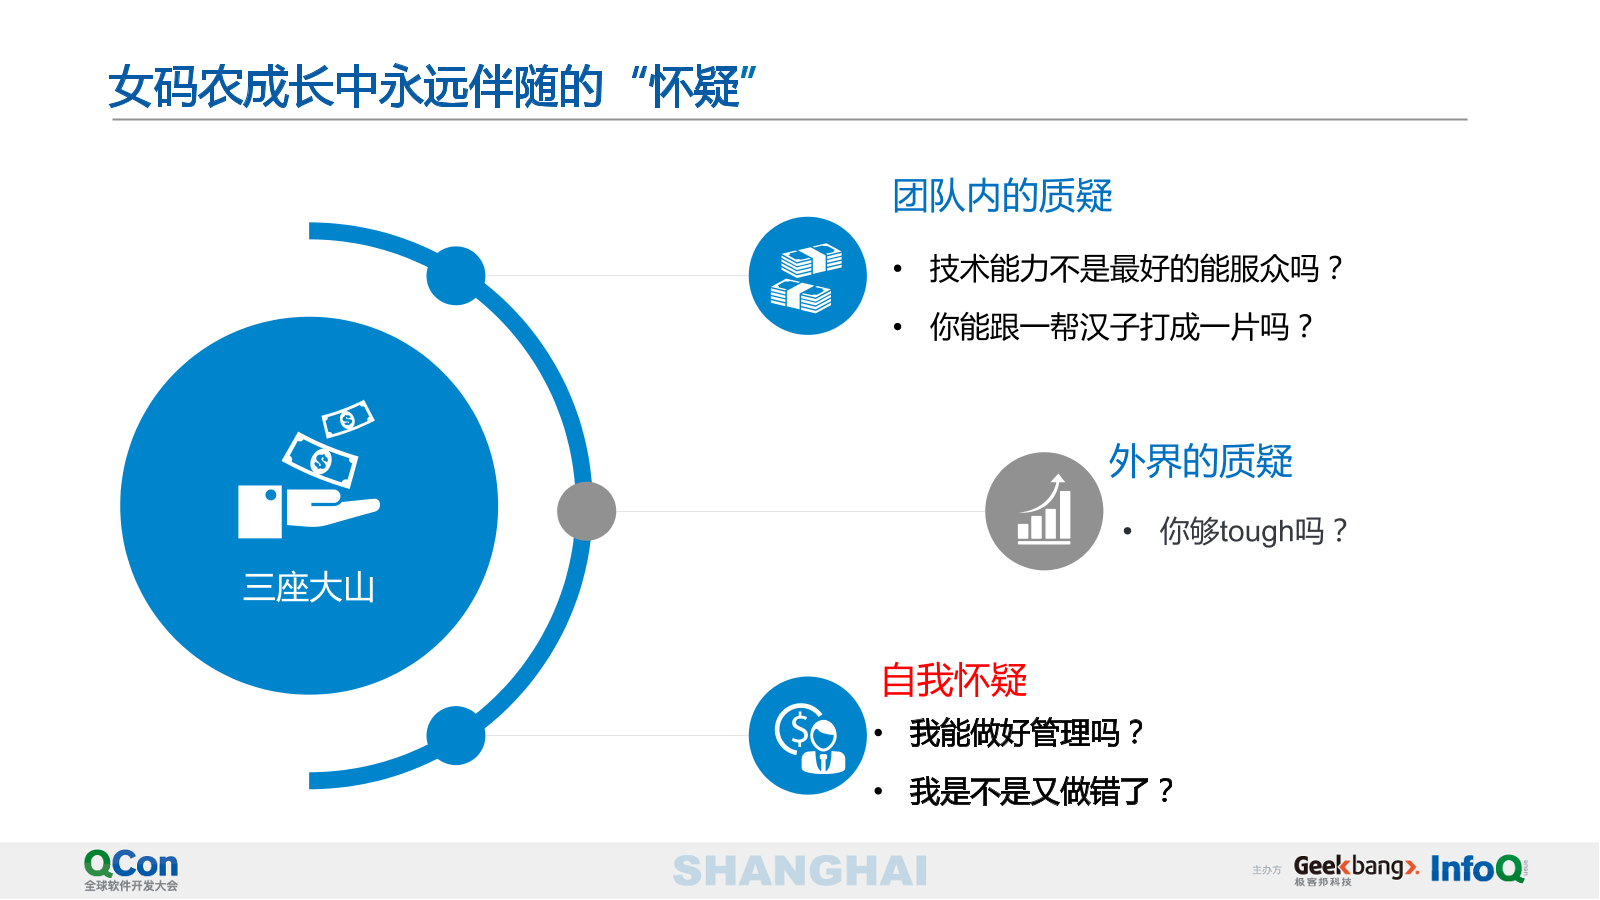 女码农成长中永远伴随的“怀疑”
团队内的质疑
• 技术能力不是最好的能服众吗？
• 你能跟一帮汉子打成一片吗？
外界的质疑
• 你够tough吗？
三座大山
自我怀疑
• 我能做好管理吗？
• 我是不是又做错了？
QCon
全球软件开发大会
SHANGHAI
主办方
Geekbang
极客邦科技
InfoQ